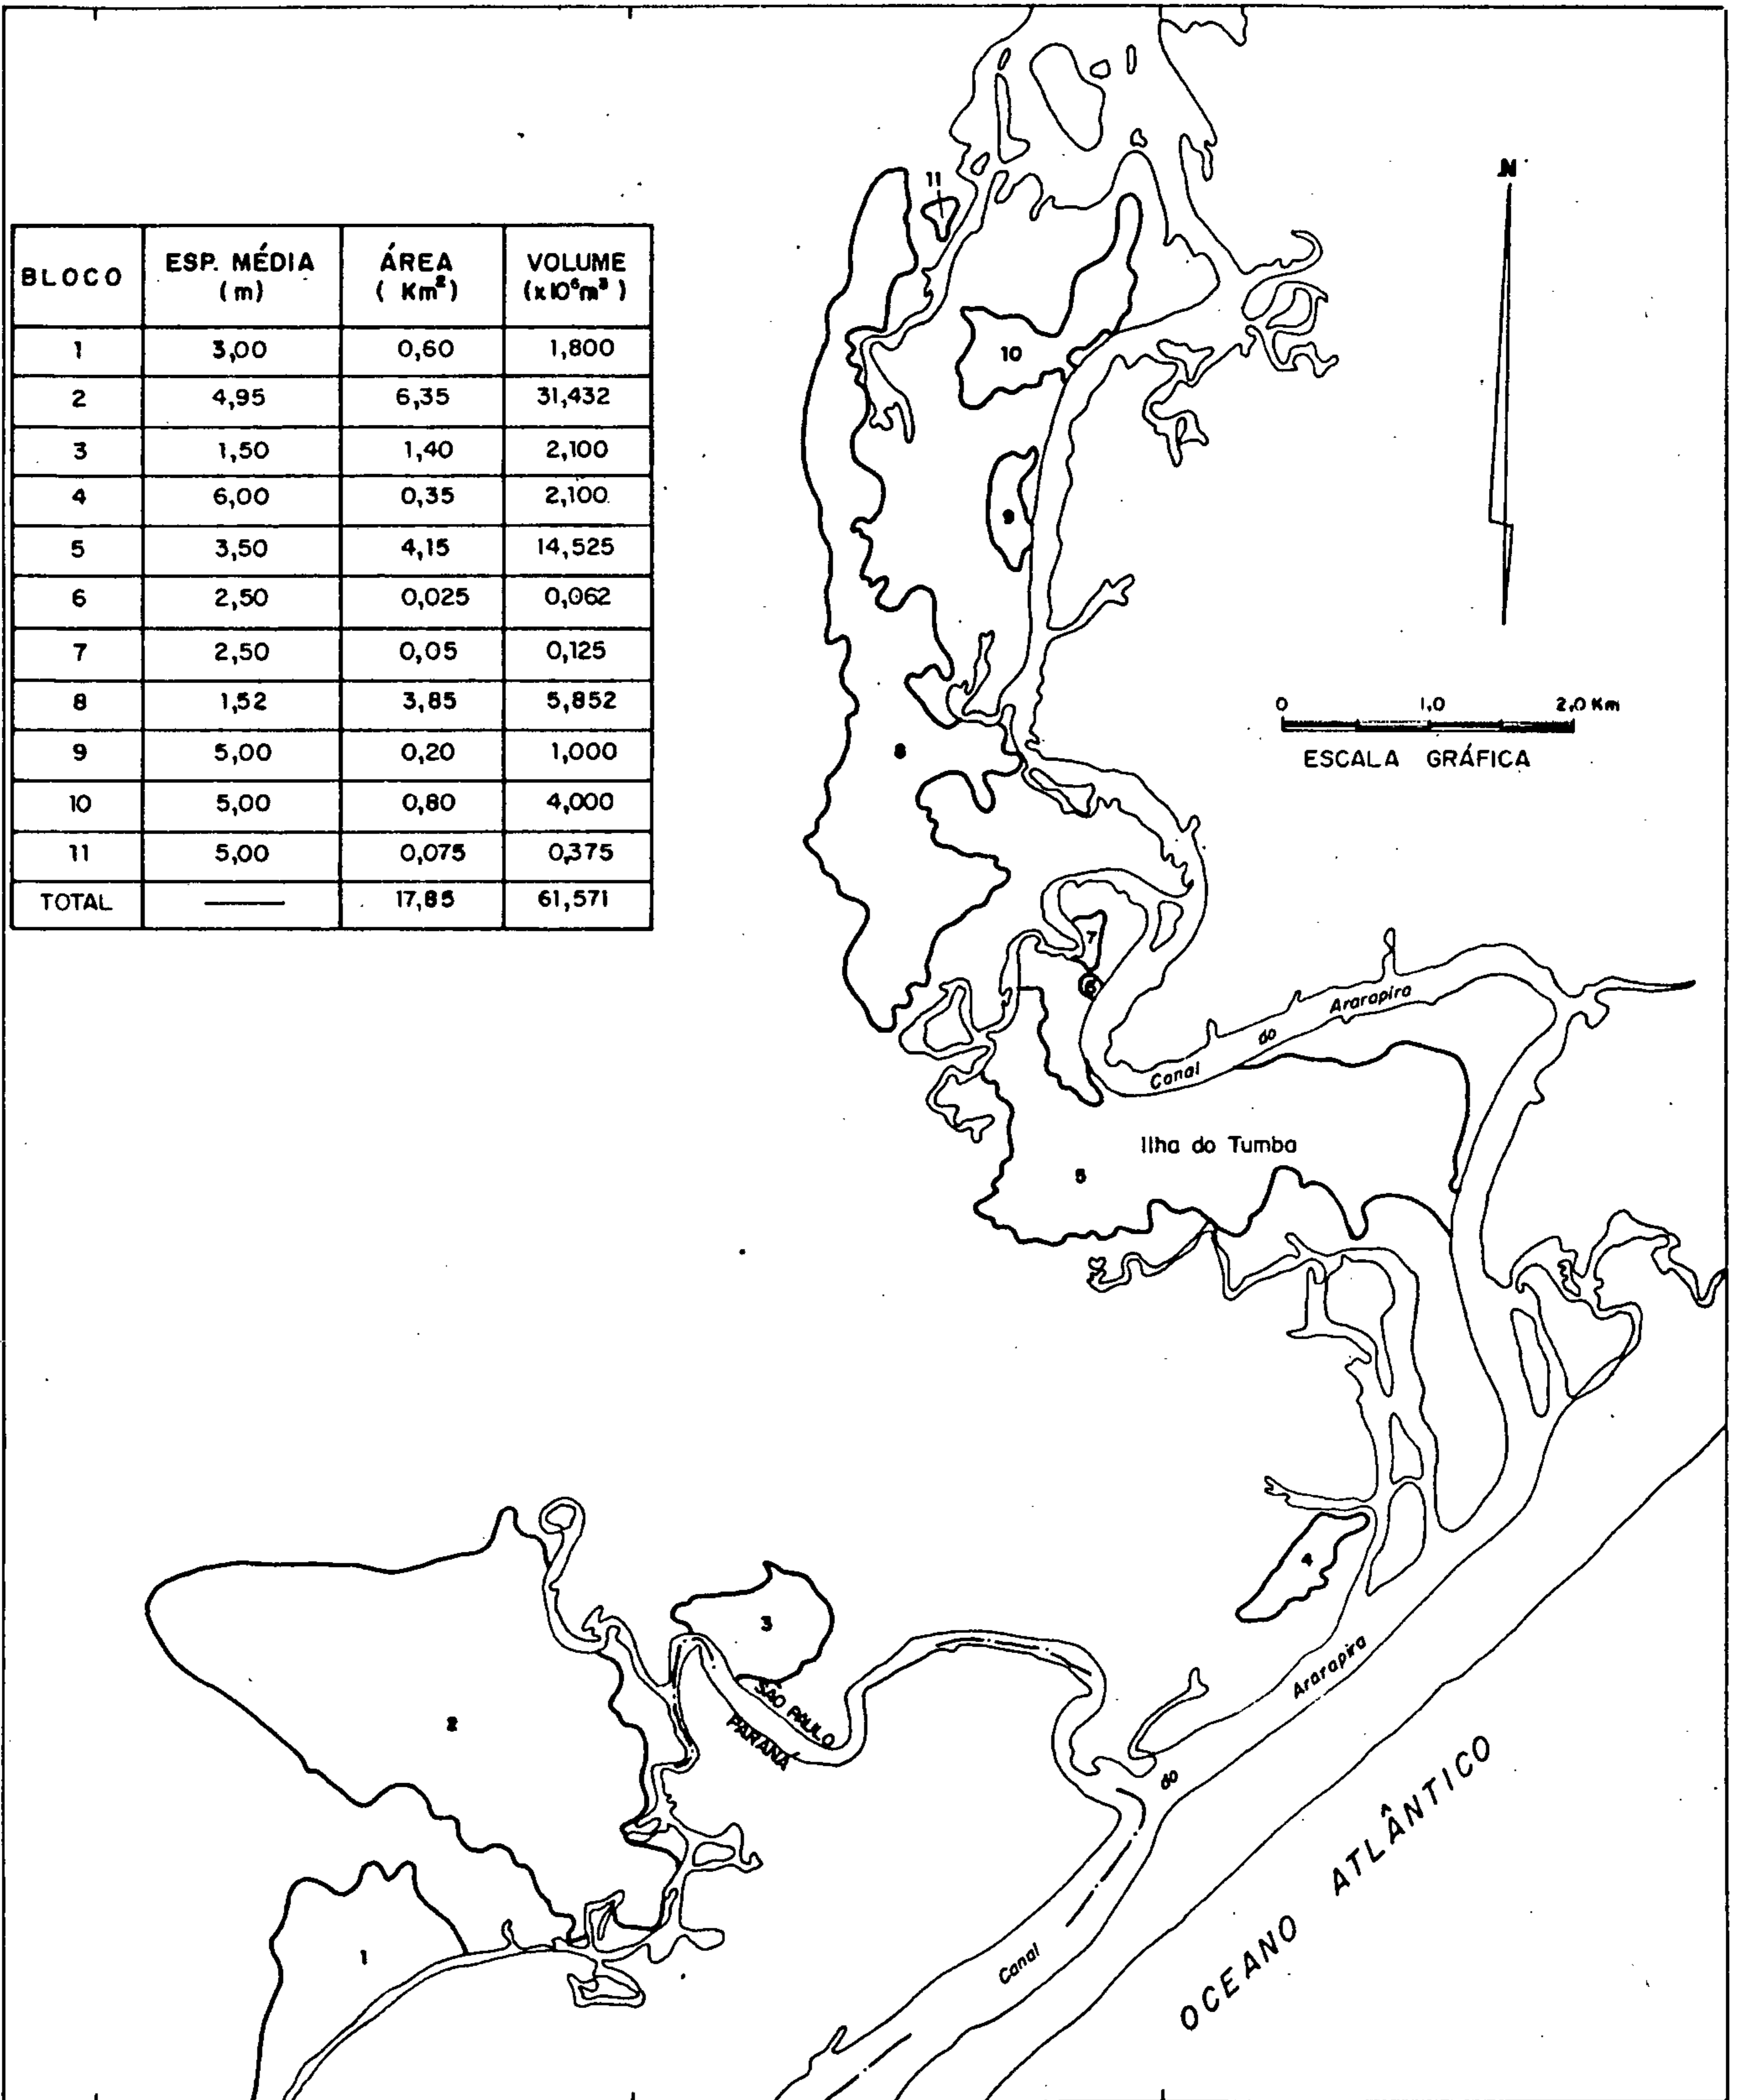 BLOCO ESP. MÉDIA (m) ÁREA ( Km²) VOLUME (x10⁶m³ )
1 3,00 0,60 1,800
2 4,95 6,35 31,432
3 1,50 1,40 2,100
4 6,00 0,35 2,100
5 3,50 4,15 14,525
6 2,50 0,025 0,062
7 2,50 0,05 0,125
8 1,52 3,85 5,852
9 5,00 0,20 1,000
10 5,00 0,80 4,000
11 5,00 0,075 0,375
TOTAL —— 17,85 61,571
11
N
10
9
0 1,0 2,0 Km
ESCALA GRÁFICA
8
7
6
Canal do Ararapira
Ilha do Tumba
5
4
3
SÃO PAULO
PARANÁ
2
1
Canal do Ararapira
OCEANO ATLÂNTICO